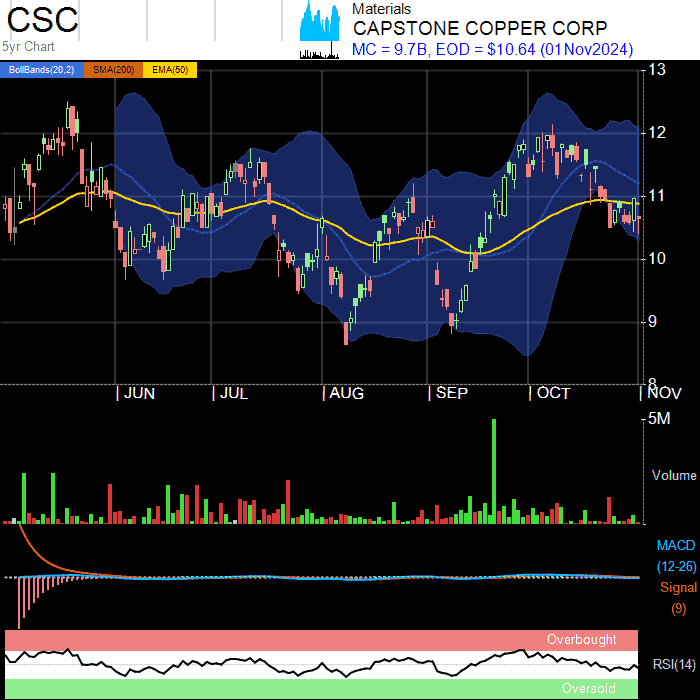 CSC
5yr Chart
Materials
CAPSTONE COPPER CORP
MC = 9.7B, EOD = $10.64 (01Nov2024)
BollBands(20,2) SMA(200) EMA(50)
13
12
11
10
9
8
JUN JUL AUG SEP OCT NOV
5M
Volume
MACD
(12-26)
Signal
(9)
Overbought
RSI(14)
Oversold